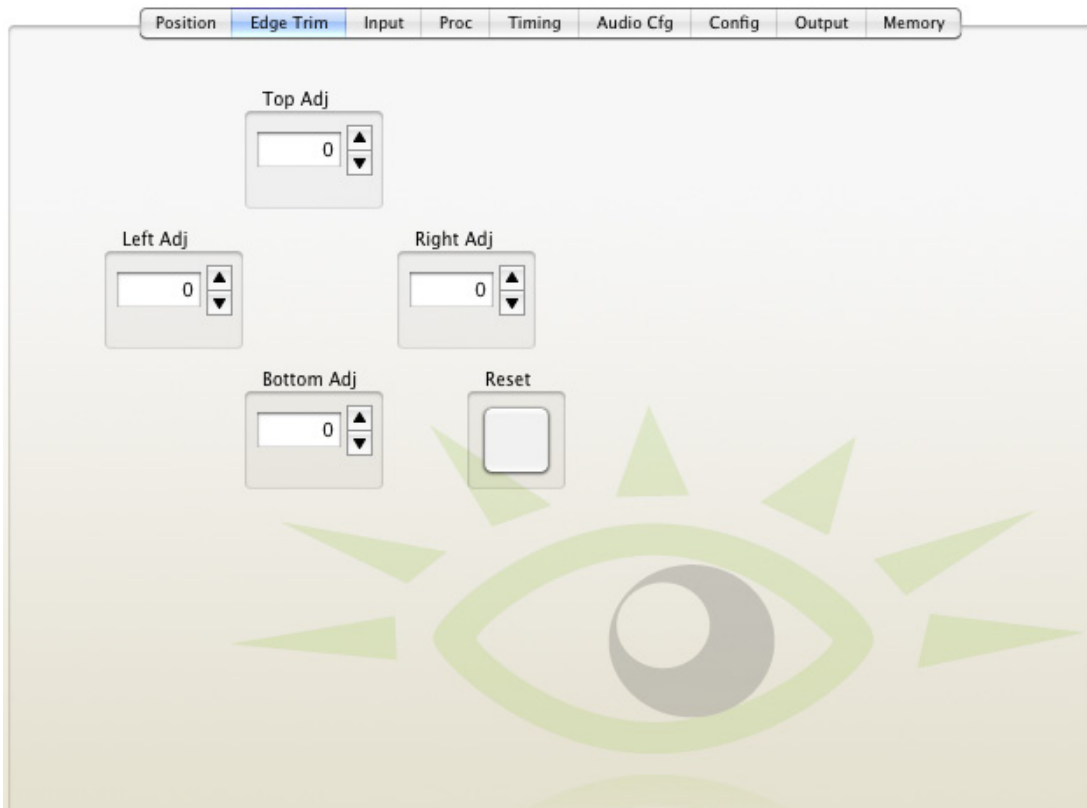 Position Edge Trim Input Proc Timing Audio Cfg Config Output Memory
Top Adj
0
Left Adj Right Adj
0 0
Bottom Adj Reset
0